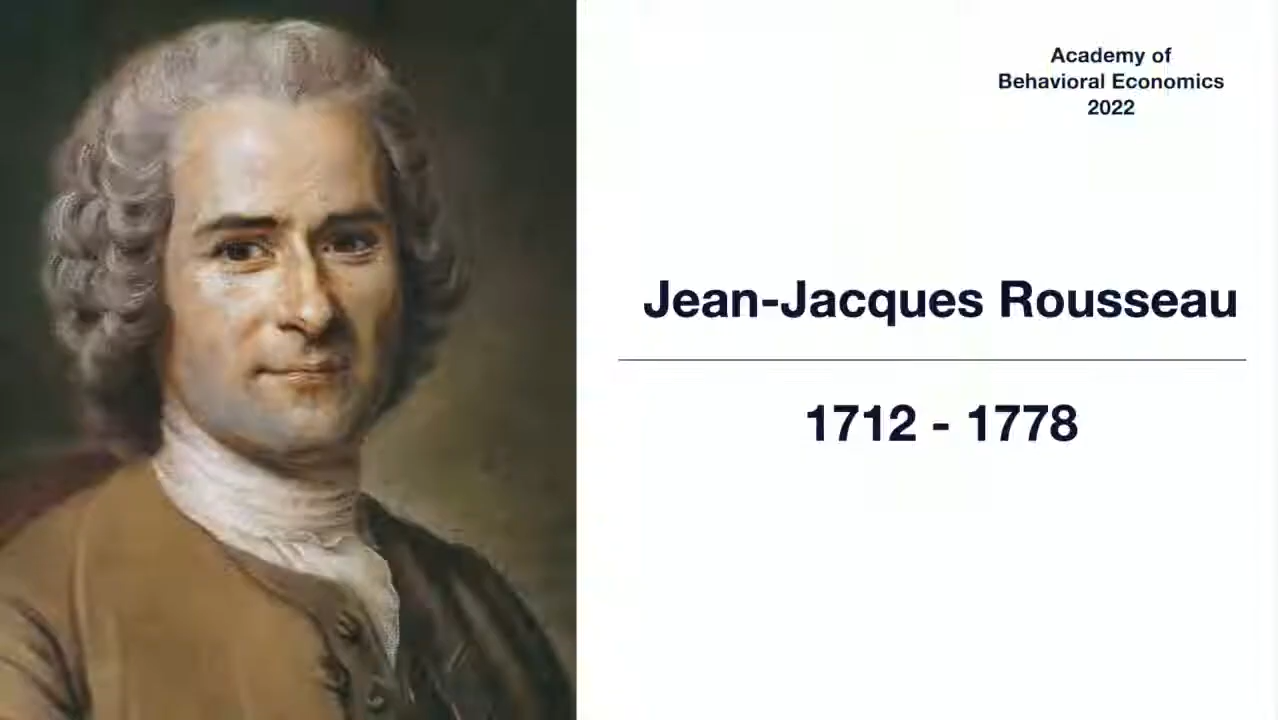 Academy of
Behavioral Economics
2022
Jean-Jacques Rousseau
1712 - 1778